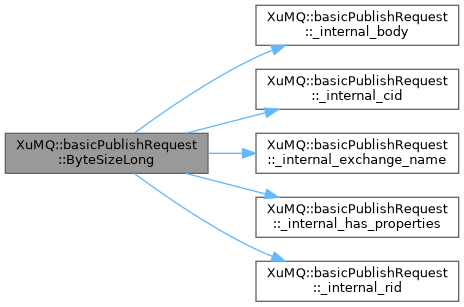 XuMQ::basicPublishRequest
::_internal_body
XuMQ::basicPublishRequest
::_internal_cid
XuMQ::basicPublishRequest
::ByteSizeLong
XuMQ::basicPublishRequest
::_internal_exchange_name
XuMQ::basicPublishRequest
::_internal_has_properties
XuMQ::basicPublishRequest
::_internal_rid